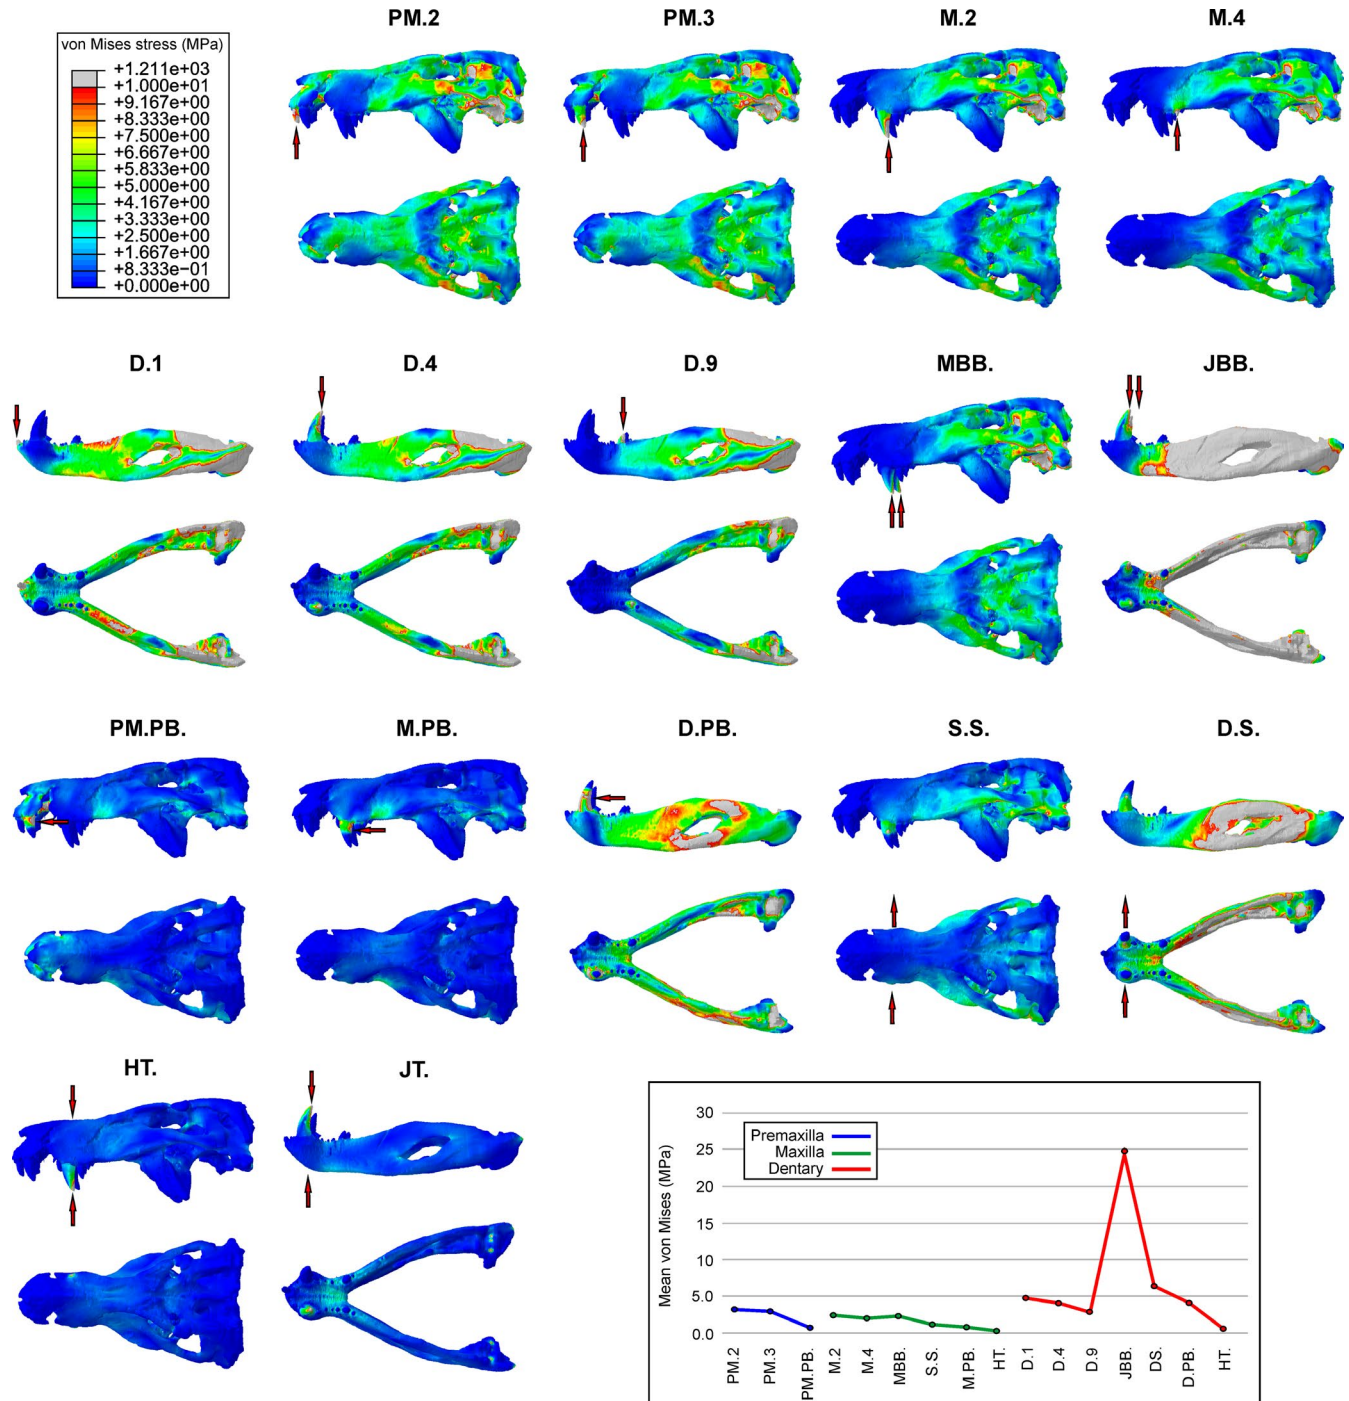 PM.2
PM.3
M.2
M.4
von Mises stress (MPa)
+1.211e+03
+1.000e+01
+9.167e+00
+8.333e+00
+7.500e+00
+6.667e+00
+5.833e+00
+5.000e+00
+4.167e+00
+3.333e+00
+2.500e+00
+1.667e+00
+8.333e-01
+0.000e+00
D.1
D.4
D.9
MBB.
JBB.
PM.PB.
M.PB.
D.PB.
S.S.
D.S.
HT.
JT.
Mean von Mises (MPa)
30
25
20
15
10
5.0
0.0
Premaxilla
Maxilla
Dentary
PM.2
PM.3
PM.PB.
M.2
M.4
MBB.
S.S.
M.PB.
HT.
D.1
D.4
D.9
JBB.
DS.
D.PB.
HT.